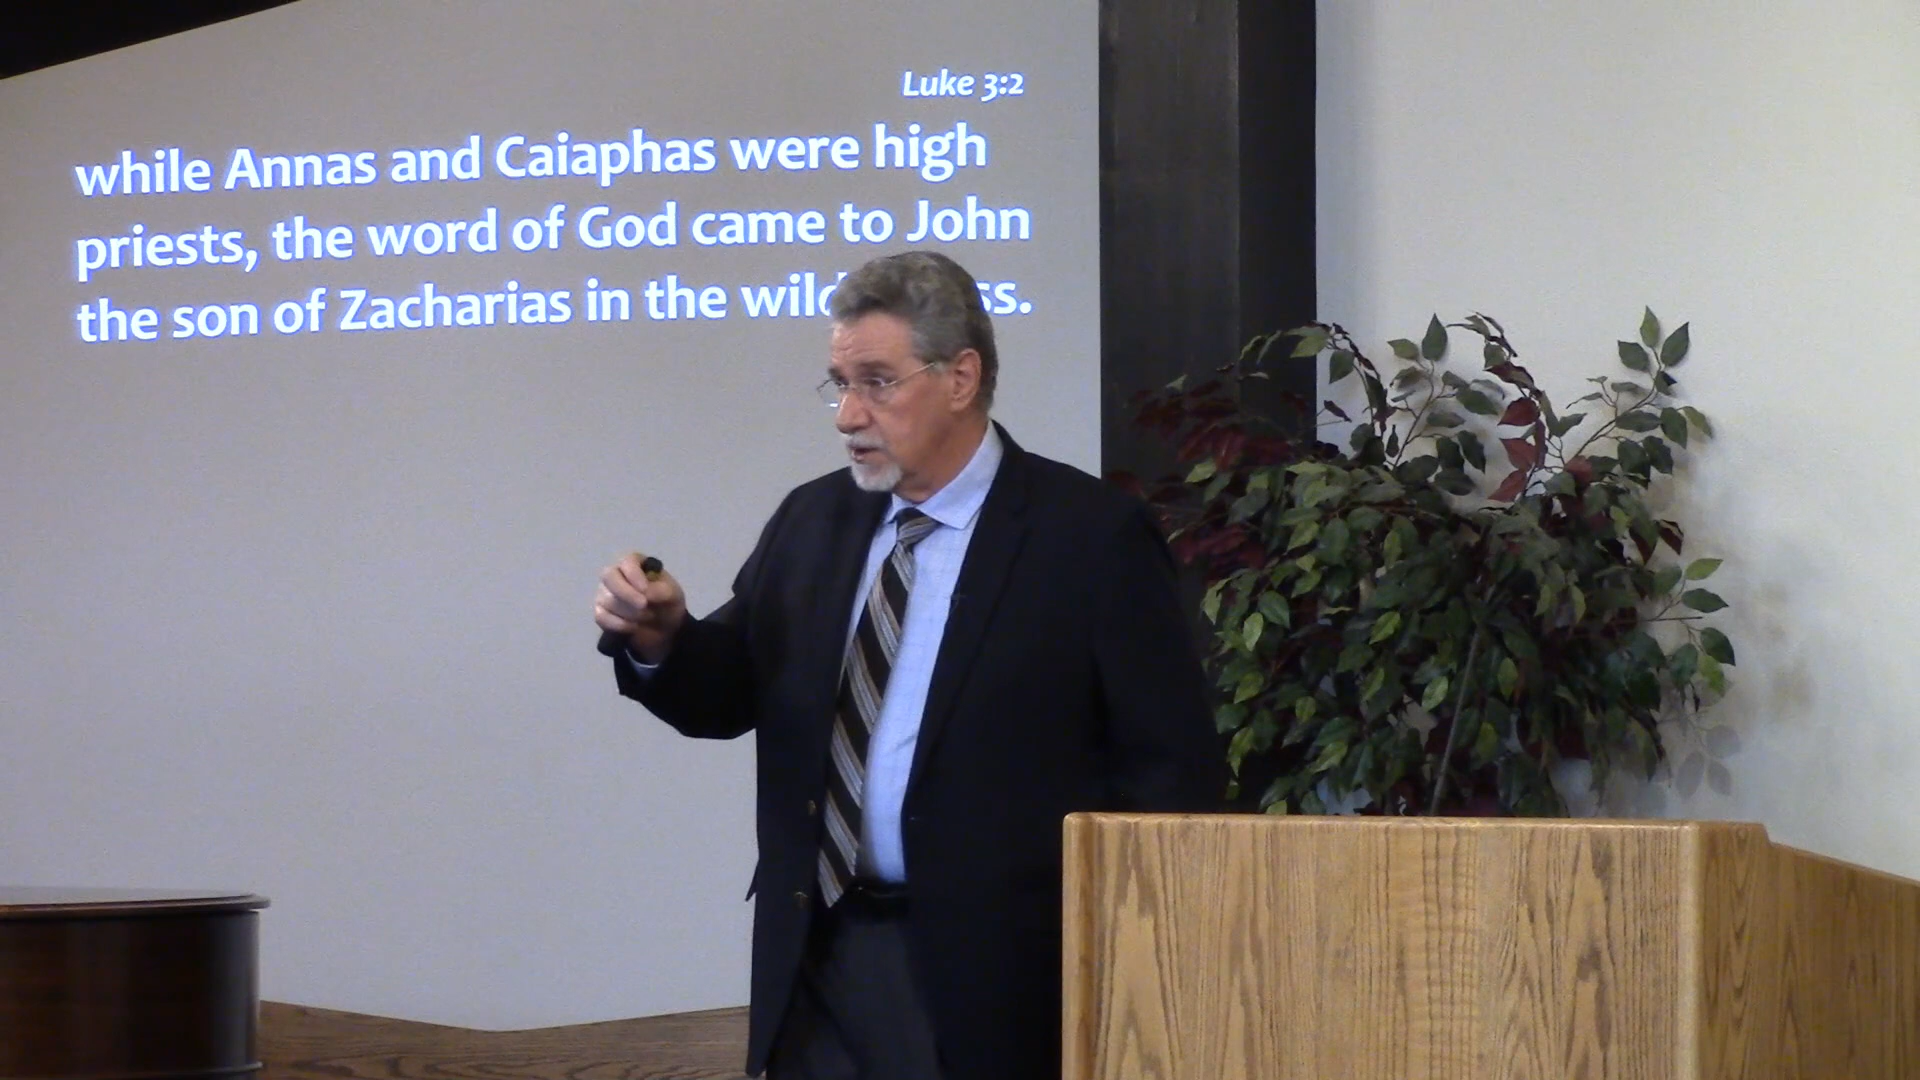 Luke 3:2
while Annas and Caiaphas were high
priests, the word of God came to John
the son of Zacharias in the